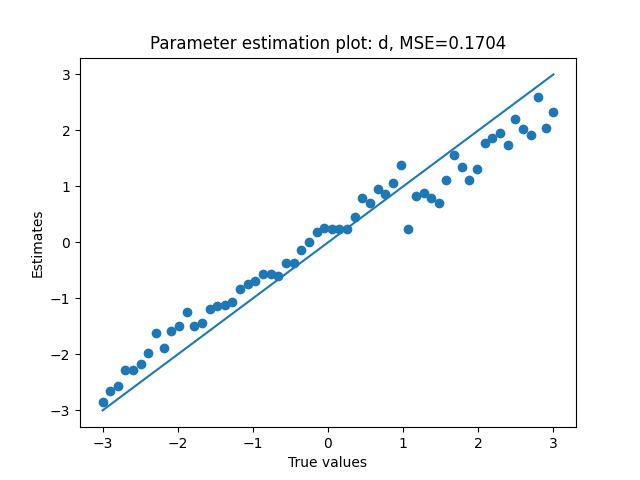 Parameter estimation plot: d, MSE=0.1704
3
2
1
0
−1
−2
−3
Estimates
−3 −2 −1 0 1 2 3
True values